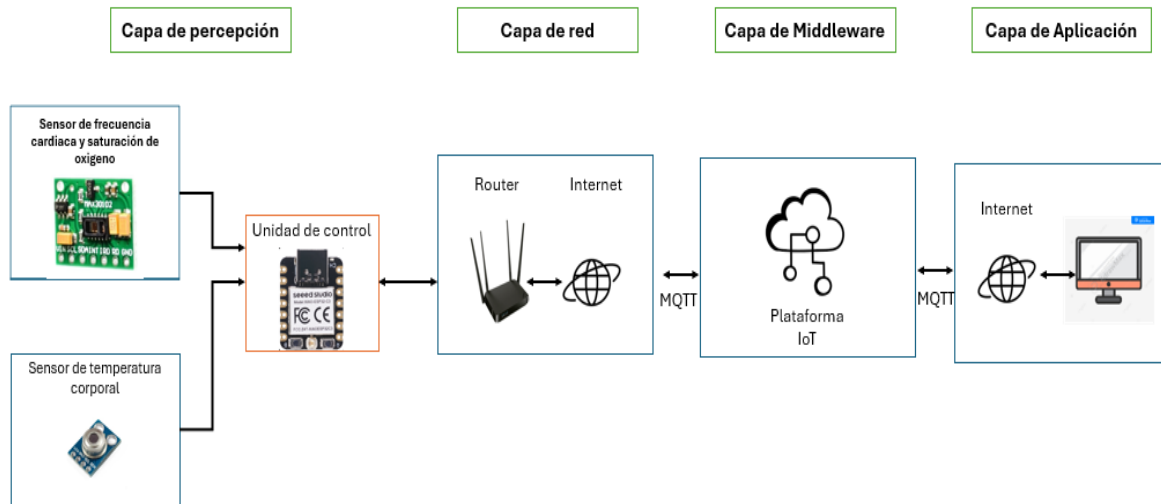 Capa de percepción
Capa de red
Capa de Middleware
Capa de Aplicación
Sensor de frecuencia
cardiaca y saturación de
oxigeno
Unidad de control
seeed studio
FC CE
Sensor de temperatura
corporal
Router
Internet
MQTT
Plataforma
IoT
MQTT
Internet